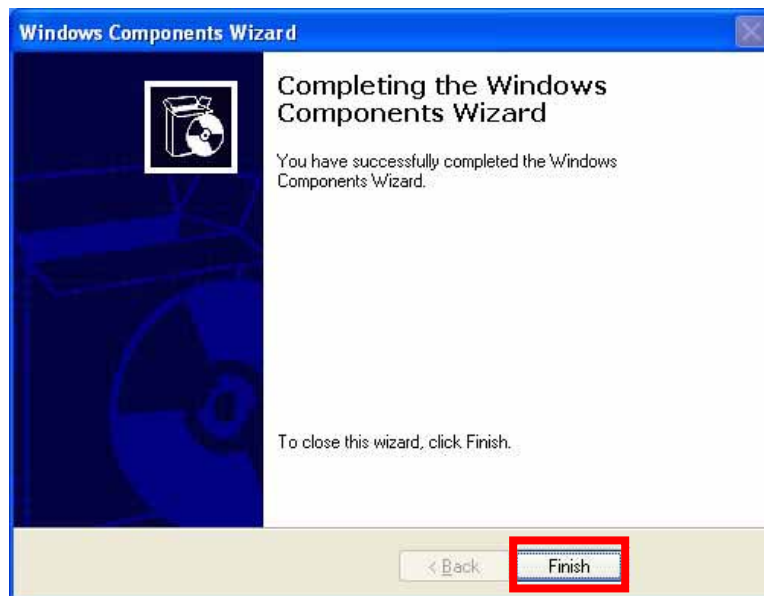 Windows Components Wizard
Completing the Windows
Components Wizard
You have successfully completed the Windows
Components Wizard.
To close this wizard, click Finish.
< Back
Finish